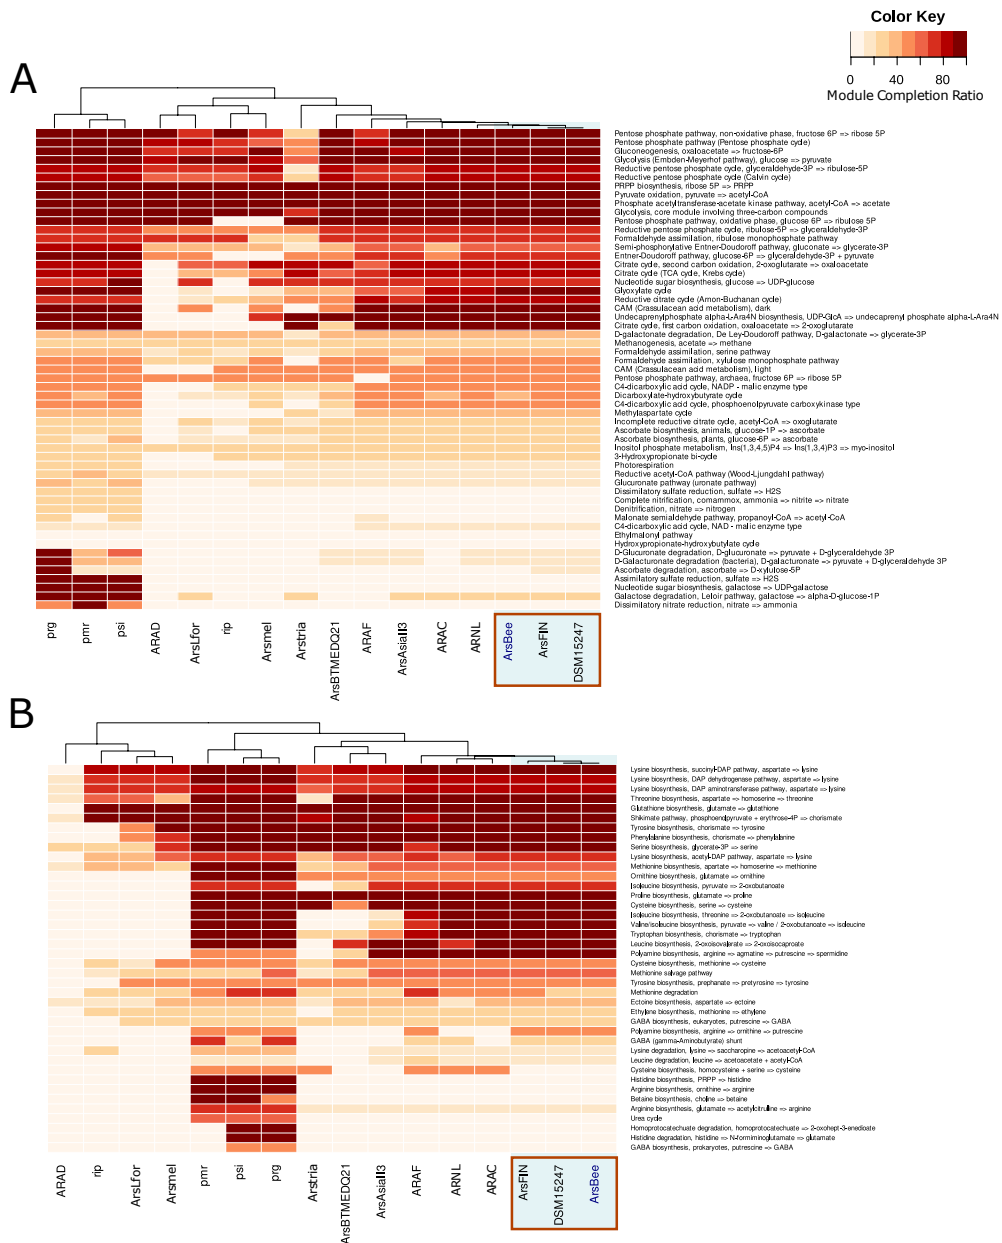 Color Key
0 40 80
Module Completion Ratio
A
Pentose phosphate pathway, non-oxidative phase, fructose 6P => ribose 5P
Pentose phosphate pathway (Pentose phosphate cycle)
Gluconeogenesis, oxaloacetate => fructose-6P
Glycolysis (Embden-Meyerhof pathway), glucose => pyruvate
Reductive pentose phosphate cycle, glyceraldehyde-3P => ribulose-5P
Reductive pentose phosphate cycle (Calvin cycle)
PRPP biosynthesis, ribose 5P => PRPP
Pyruvate oxidation, pyruvate => acetyl-CoA
Phosphate acetyltransferase-acetate kinase pathway, acetyl-CoA => acetate
Glycolysis, core module involving three-carbon compounds
Pentose phosphate pathway, oxidative phase, glucose 6P => ribulose 5P
Reductive pentose phosphate cycle, ribulose-5P => glyceraldehyde-3P
Formaldehyde assimilation, ribulose monophosphate pathway
Semi-phosphorylative Entner-Doudoroff pathway, gluconate => glycerate-3P
Entner-Doudoroff pathway, glucose-6P => glyceraldehyde-3P + pyruvate
Citrate cycle, second carbon oxidation, 2-oxoglutarate => oxaloacetate
Citrate cycle (TCA cycle, Krebs cycle)
Nucleotide sugar biosynthesis, glucose => UDP-glucose
Glyoxylate cycle
Reductive citrate cycle (Arnon-Buchanan cycle)
CAM (Crassulacean acid metabolism), dark
Undecaprenylphosphate alpha-L-Ara4N biosynthesis, UDP-GlcA => undecaprenyl phosphate alpha-L-Ara4N
Citrate cycle, first carbon oxidation, oxaloacetate => 2-oxoglutarate
D-galactonate degradation, De Ley-Doudoroff pathway, D-galactonate => glycerate-3P
Methanogenesis, acetate => methane
Formaldehyde assimilation, serine pathway
Formaldehyde assimilation, xylulose monophosphate pathway
CAM (Crassulacean acid metabolism), light
Pentose phosphate pathway, archaea, fructose 6P => ribose 5P
C4-dicarboxylic acid cycle, NADP - malic enzyme type
Dicarboxylate-hydroxybutyrate cycle
C4-dicarboxylic acid cycle, phosphoenolpyruvate carboxykinase type
Methylaspartate cycle
Incomplete reductive citrate cycle, acetyl-CoA => oxoglutarate
Ascorbate biosynthesis, animals, glucose-1P => ascorbate
Ascorbate biosynthesis, plants, glucose-6P => ascorbate
Inositol phosphate metabolism, Ins(1,3,4,5)P4 => Ins(1,3,4)P3 => myo-inositol
3-Hydroxypropionate bi-cycle
Photorespiration
Reductive acetyl-CoA pathway (Wood-Ljungdahl pathway)
Glucuronate pathway (uronate pathway)
Dissimilatory sulfate reduction, sulfate => H2S
Complete nitrification, comammox, ammonia => nitrite => nitrate
Denitrification, nitrate => nitrogen
Malonate semialdehyde pathway, propanoyl-CoA => acetyl-CoA
C4-dicarboxylic acid cycle, NAD - malic enzyme type
Ethylmalonyl pathway
Hydroxypropionate-hydroxybutylate cycle
D-Glucuronate degradation, D-glucuronate => pyruvate + D-glyceraldehyde 3P
D-Galacturonate degradation (bacteria), D-galacturonate => pyruvate + D-glyceraldehyde 3P
Ascorbate degradation, ascorbate => D-xylulose-5P
Assimilatory sulfate reduction, sulfate => H2S
Nucleotide sugar biosynthesis, galactose => UDP-galactose
Galactose degradation, Leloir pathway, galactose => alpha-D-glucose-1P
Dissimilatory nitrate reduction, nitrate => ammonia
prg pmr psi ARAD ArsLfor rip Arsmel Arstria ArsBTMEDQ21 ARAF ArsAsiaII3 ARAC ARNL ArsBee ArsFIN DSM15247
B
Lysine biosynthesis, succinyl-DAP pathway, aspartate => lysine
Lysine biosynthesis, DAP dehydrogenase pathway, aspartate => lysine
Lysine biosynthesis, DAP aminotransferase pathway, aspartate => lysine
Threonine biosynthesis, aspartate => homoserine => threonine
Glutathione biosynthesis, glutamate => glutathione
Shikimate pathway, phosphoenolpyruvate + erythrose-4P => chorismate
Tyrosine biosynthesis, chorismate => tyrosine
Phenylalanine biosynthesis, chorismate => phenylalanine
Serine biosynthesis, glycerate-3P => serine
Lysine biosynthesis, acetyl-DAP pathway, aspartate => lysine
Methionine biosynthesis, apartate => homoserine => methionine
Ornithine biosynthesis, glutamate => ornithine
Isoleucine biosynthesis, pyruvate => 2-oxobutanoate
Proline biosynthesis, glutamate => proline
Cysteine biosynthesis, serine => cysteine
Isoleucine biosynthesis, threonine => 2-oxobutanoate => isoleucine
Valine/isoleucine biosynthesis, pyruvate => valine / 2-oxobutanoate => isoleucine
Tryptophan biosynthesis, chorismate => tryptophan
Leucine biosynthesis, 2-oxoisovalerate => 2-oxoisocaproate
Polyamine biosynthesis, arginine => agmatine => putrescine => spermidine
Cysteine biosynthesis, methionine => cysteine
Methionine salvage pathway
Tyrosine biosynthesis, prephanate => pretyrosine => tyrosine
Methionine degradation
Ectoine biosynthesis, aspartate => ectoine
Ethylene biosynthesis, methionine => ethylene
GABA biosynthesis, eukaryotes, putrescine => GABA
Polyamine biosynthesis, arginine => ornithine => putrescine
GABA (gamma-Aminobutyrate) shunt
Lysine degradation, lysine => saccharopine => acetoacetyl-CoA
Leucine degradation, leucine => acetoacetate + acetyl-CoA
Cysteine biosynthesis, homocysteine + serine => cysteine
Histidine biosynthesis, PRPP => histidine
Arginine biosynthesis, ornithine => arginine
Betaine biosynthesis, choline => betaine
Arginine biosynthesis, glutamate => acetylcitrulline => arginine
Urea cycle
Homoprotocatechuate degradation, homoprotocatechuate => 2-oxohept-3-enedioate
Histidine degradation, histidine => N-formiminoglutamate => glutamate
GABA biosynthesis, prokaryotes, putrescine => GABA
ARAD rip ArsLfor Arsmel pmr psi prg Arstria ArsBTMEDQ21 ArsAsiaII3 ARAF ARNL ARAC ArsFIN DSM15247 ArsBee